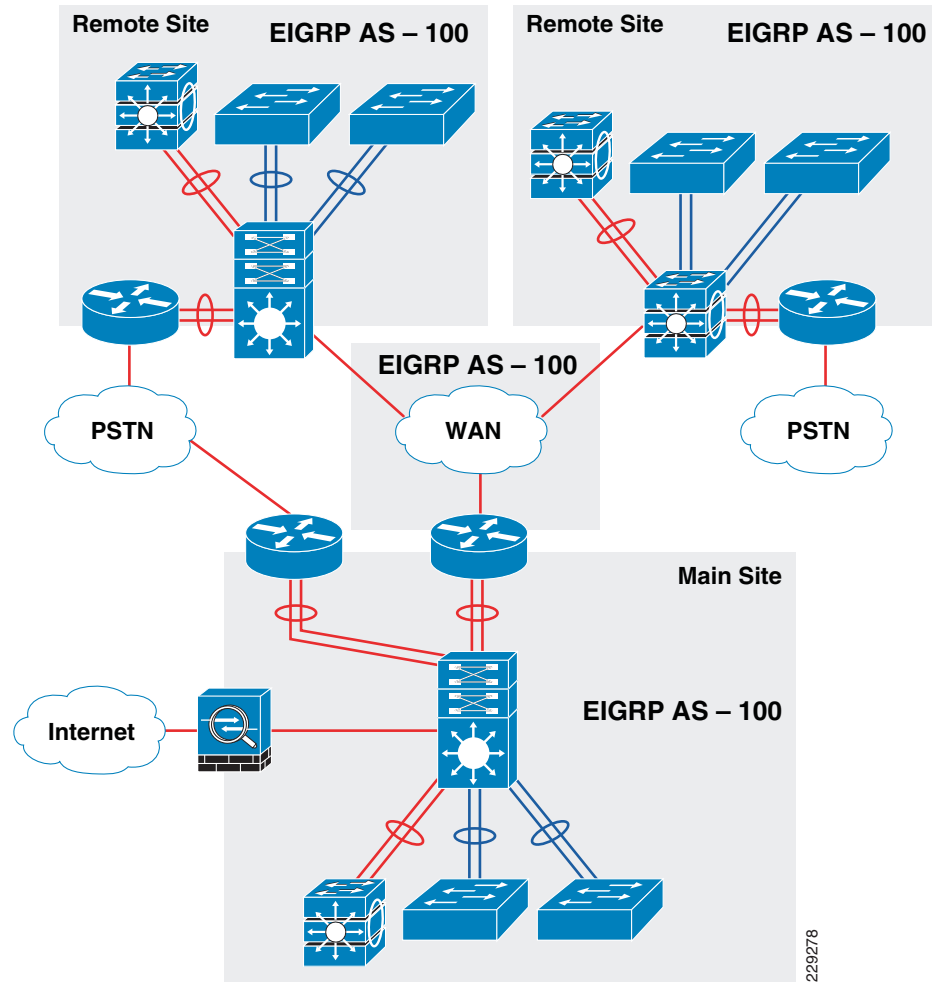 Remote Site
EIGRP AS – 100
Remote Site
EIGRP AS – 100
EIGRP AS – 100
PSTN
WAN
PSTN
Main Site
Internet
EIGRP AS – 100
229278